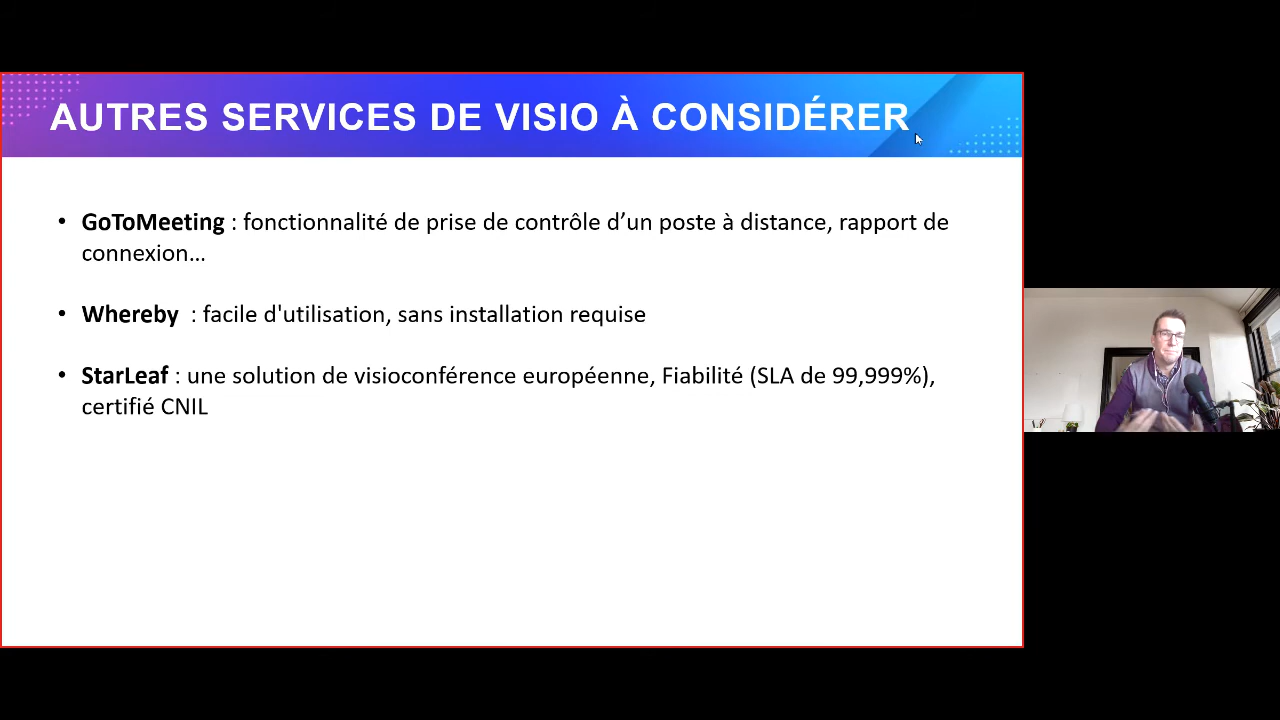 AUTRES SERVICES DE VISIO À CONSIDÉRER
• GoToMeeting : fonctionnalité de prise de contrôle d’un poste à distance, rapport de
connexion…
• Whereby  : facile d'utilisation, sans installation requise
• StarLeaf : une solution de visioconférence européenne, Fiabilité (SLA de 99,999%),
certifié CNIL